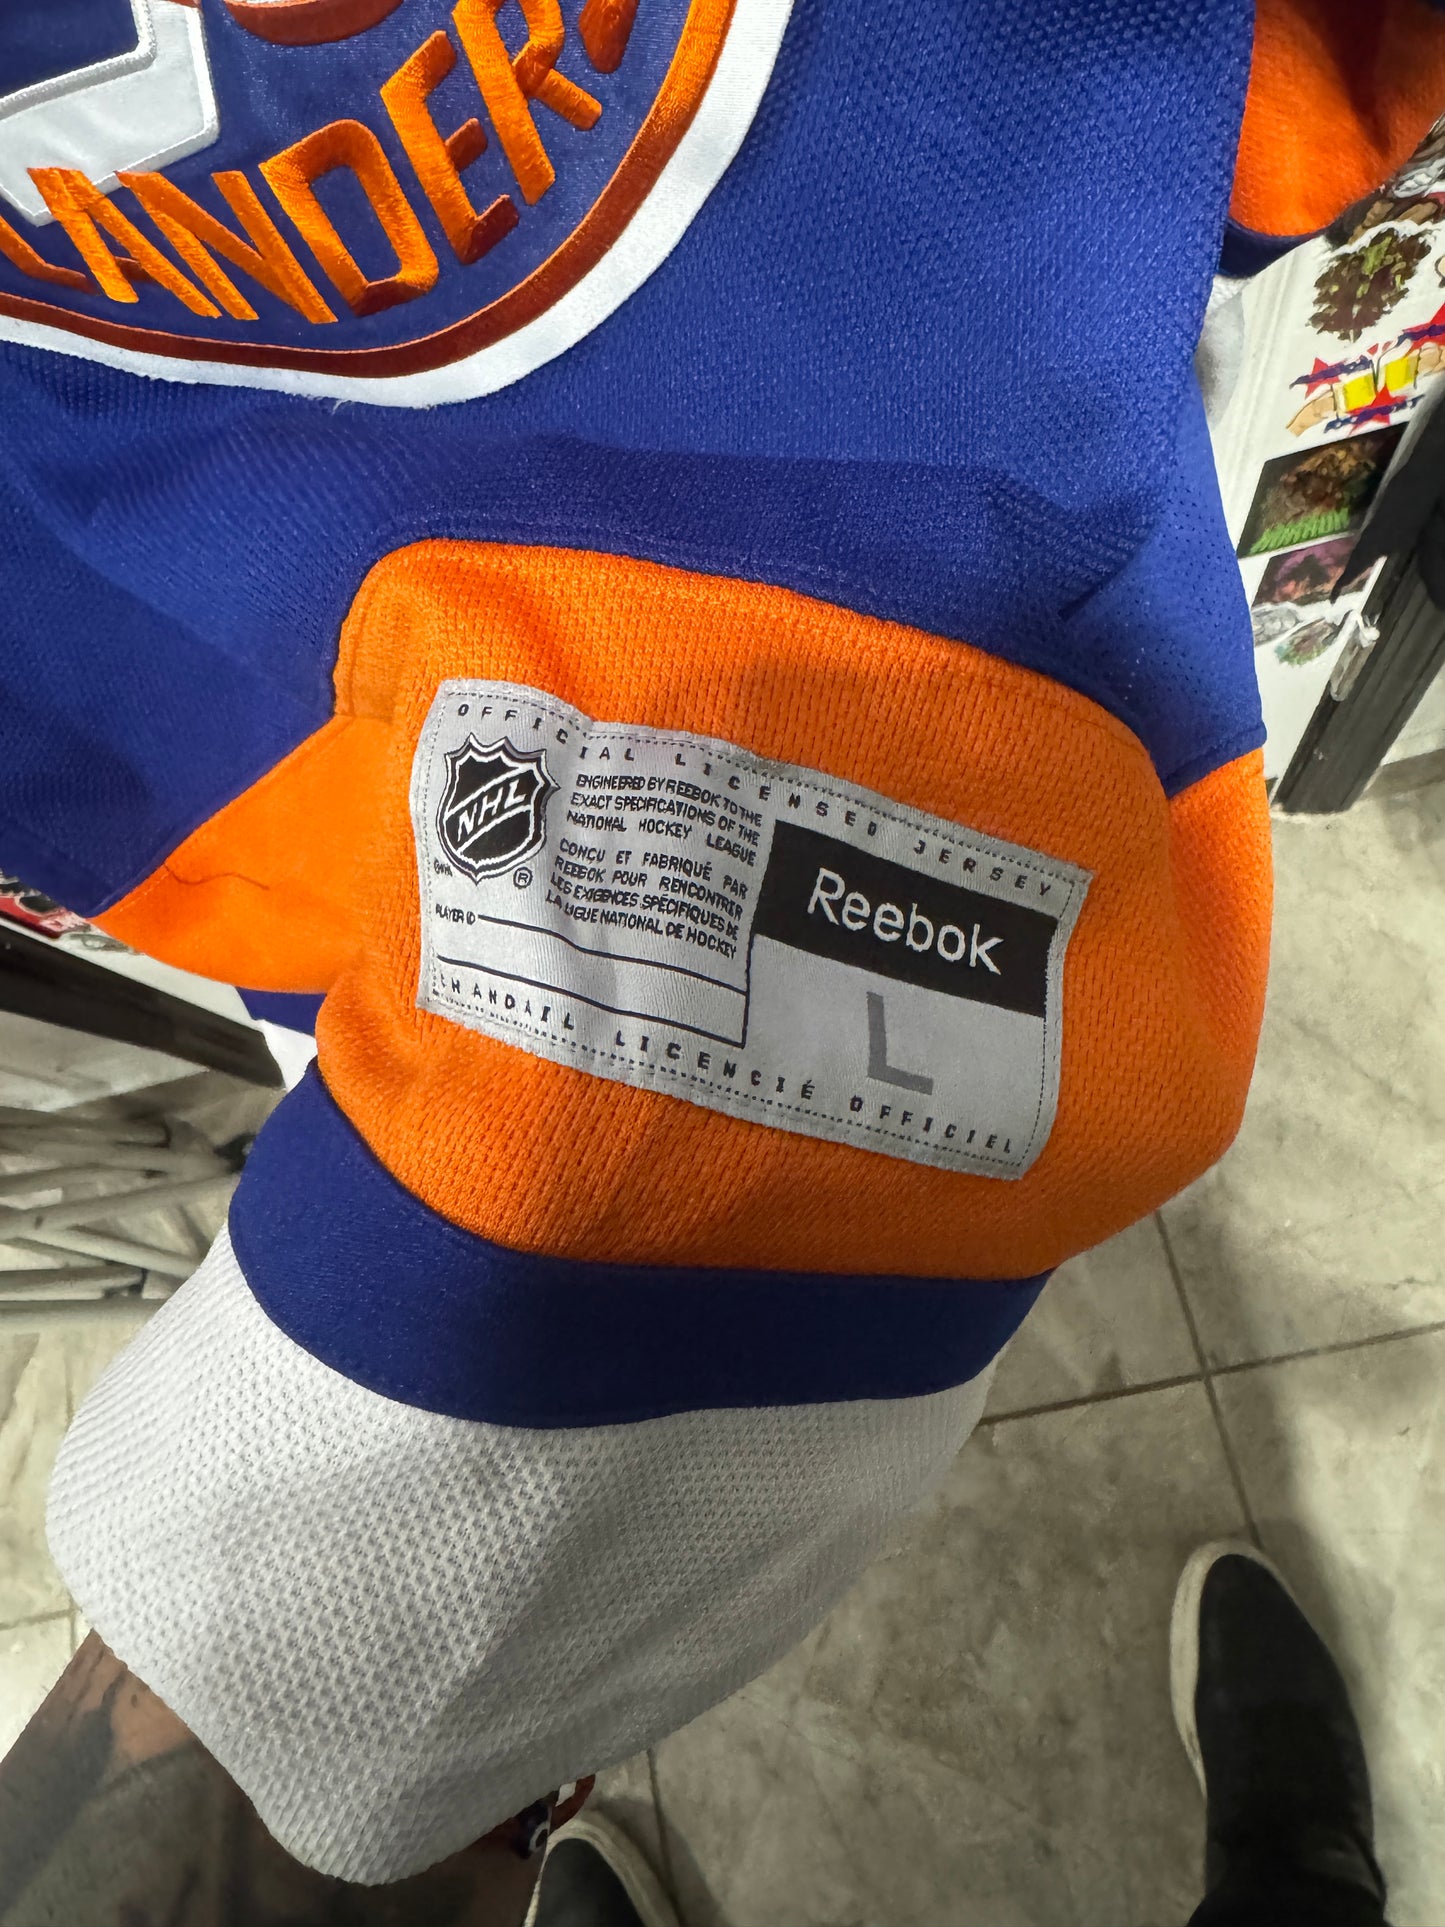 LANDER
OFFICIAL LICENSED JERSEY
NHL
®
ENGINEERED BY REEBOK TO THE
EXACT SPECIFICATIONS OF THE
NATIONAL HOCKEY LEAGUE
CONÇU ET FABRIQUÉ PAR
REEBOK POUR RENCONTRER
LES EXIGENCES SPÉCIFIQUES DE
LA LIGUE NATIONAL DE HOCKEY
PLAYER ID
Reebok
L
CHANDAIL LICENCIÉ OFFICIEL